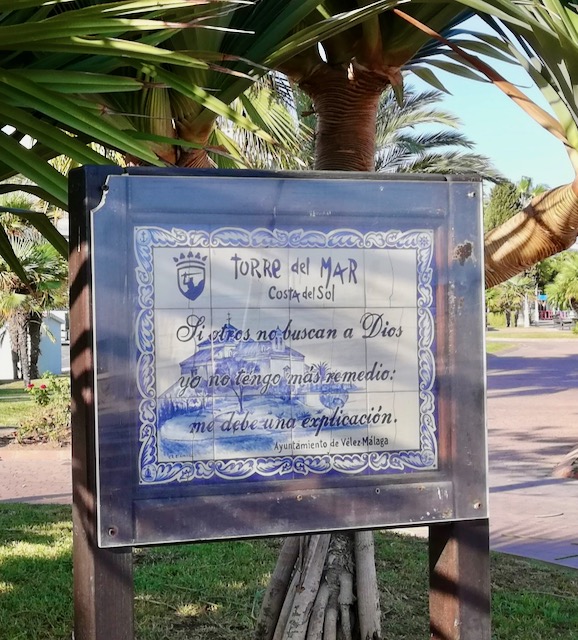 TORRE del MAR
Costa del Sol
Si otros no buscan a Dios
yo no tengo más remedio:
me debe una explicación.
Ayuntamiento de Vélez-Málaga